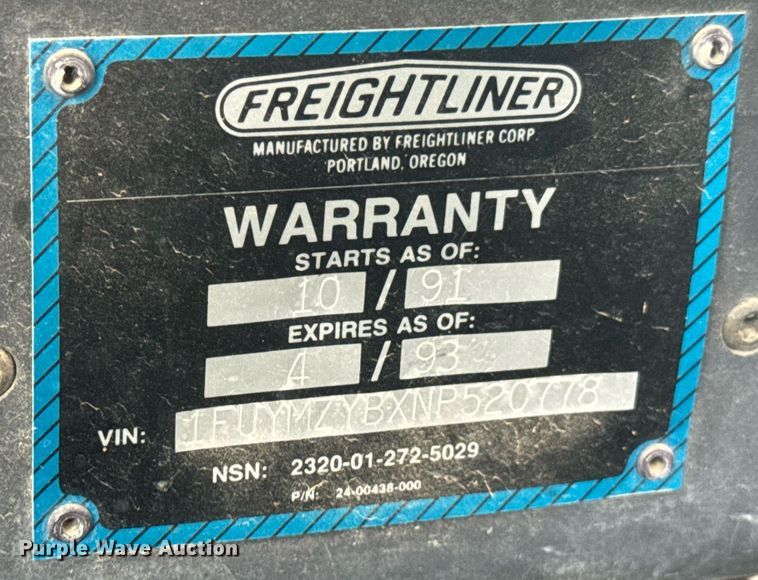 FREIGHTLINER
MANUFACTURED BY FREIGHTLINER CORP.
PORTLAND, OREGON
WARRANTY
STARTS AS OF:
10 / 91
EXPIRES AS OF:
4 / 93
VIN: 1FUYMZYBXNP520778
NSN: 2320-01-272-5029
P/N: 24-00438-000
Purple Wave Auction